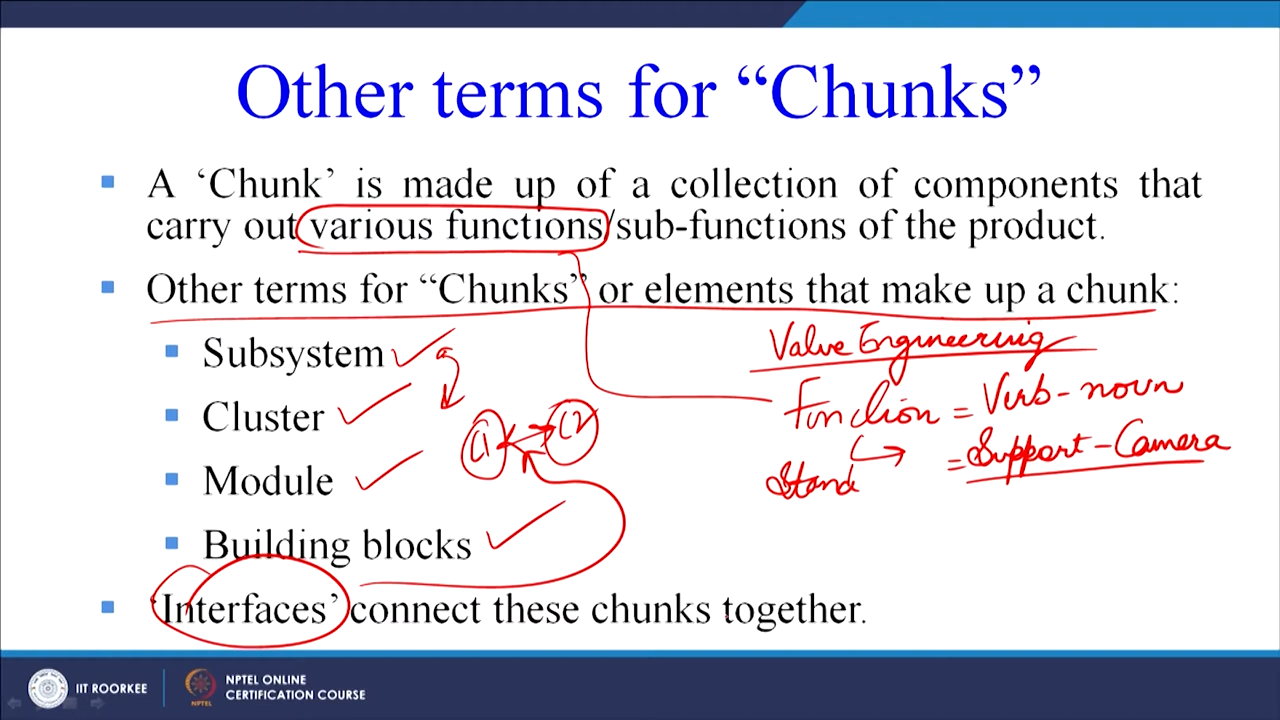 Other terms for “Chunks”
▪ A ‘Chunk’ is made up of a collection of components that
carry out various functions/sub-functions of the product.
▪ Other terms for “Chunks” or elements that make up a chunk:
▪ Subsystem
Valve Engineering
▪ Cluster
Function = Verb-noun
C1
C2
= Support-Camera
▪ Module
Stand
▪ Building blocks
▪ ‘Interfaces’ connect these chunks together.
IIT ROORKEE
NPTEL
NPTEL ONLINE
CERTIFICATION COURSE